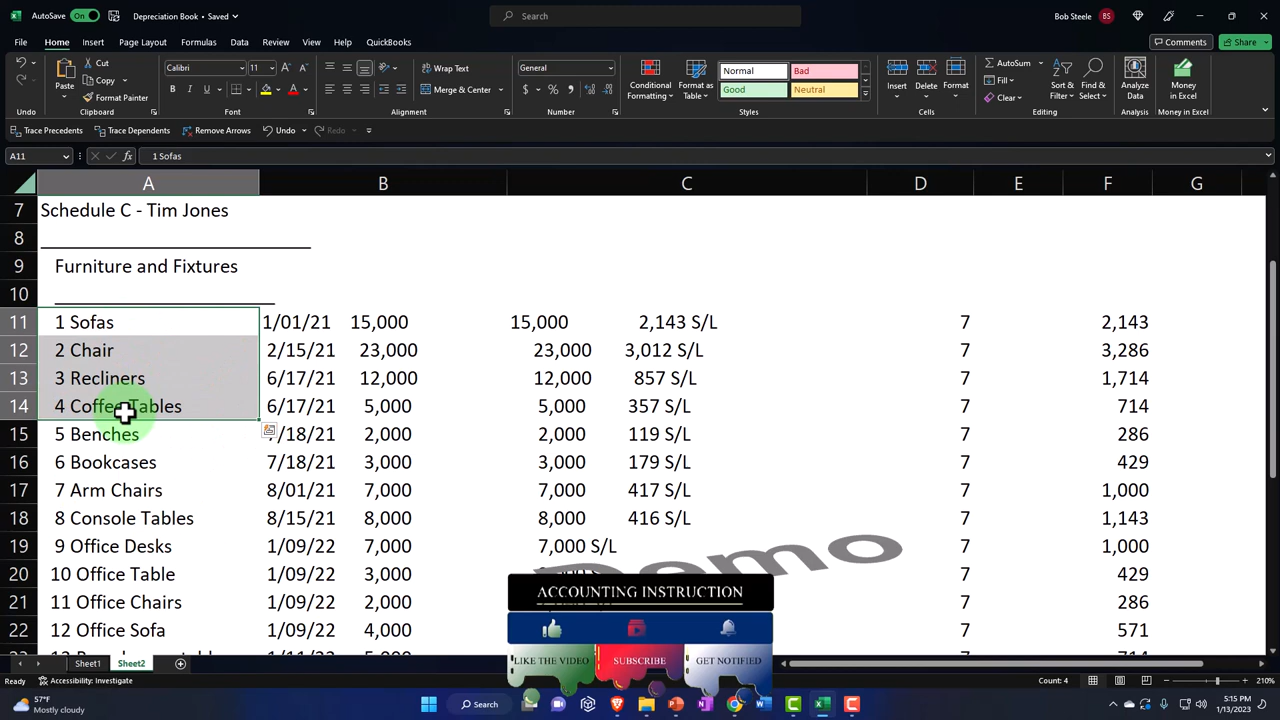 AutoSave On Depreciation Book • Saved Search Bob Steele BS
File Home Insert Page Layout Formulas Data Review View Help QuickBooks Comments Share
Paste Cut Copy Format Painter Calibri 11 B I U Wrap Text Merge & Center General $ % Conditional Formatting Format as Table Normal Bad Good Neutral Insert Delete Format AutoSum Fill Clear Sort & Filter Find & Select Analyze Data Money in Excel
Undo Clipboard Font Alignment Number Styles Cells Editing Analysis Money in Excel
Trace Precedents Trace Dependents Remove Arrows Undo Redo
A11 fx 1 Sofas
A B C D E F G
7 Schedule C - Tim Jones
8
9 Furniture and Fixtures
10
11 1 Sofas 1/01/21 15,000 15,000 2,143 S/L 7 2,143
12 2 Chair 2/15/21 23,000 23,000 3,012 S/L 7 3,286
13 3 Recliners 6/17/21 12,000 12,000 857 S/L 7 1,714
14 4 Coffee Tables 6/17/21 5,000 5,000 357 S/L 7 714
15 5 Benches 7/18/21 2,000 2,000 119 S/L 7 286
16 6 Bookcases 7/18/21 3,000 3,000 179 S/L 7 429
17 7 Arm Chairs 8/01/21 7,000 7,000 417 S/L 7 1,000
18 8 Console Tables 8/15/21 8,000 8,000 416 S/L 7 1,143
19 9 Office Desks 1/09/22 7,000 7,000 S/L 7 1,000
20 10 Office Table 1/09/22 3,000 7 429
21 11 Office Chairs 1/09/22 2,000 7 286
22 12 Office Sofa 1/09/22 4,000 7 571
Demo
ACCOUNTING INSTRUCTION
LIKE THE VIDEO SUBSCRIBE GET NOTIFIED
Sheet1 Sheet2
Ready Accessibility: Investigate Count: 4 210%
57°F
Mostly cloudy
Search
5:15 PM
1/13/2023